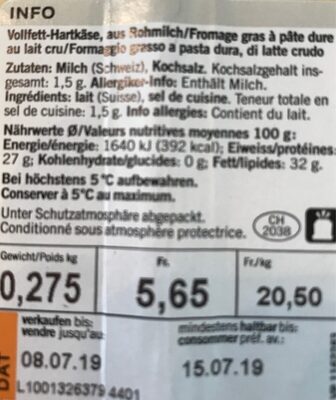 INFO
Vollfett-Hartkäse, aus Rohmilch/Fromage gras à pâte dure
au lait cru/Formaggio grasso a pasta dura, di latte crudo
Zutaten: Milch (Schweiz), Kochsalz. Kochsalzgehalt ins-
gesamt: 1,5 g. Allergiker-Info: Enthält Milch.
Ingrédients: lait (Suisse), sel de cuisine. Teneur totale en
sel de cuisine: 1,5 g. Info allergies: Contient du lait.
Nährwerte Ø/Valeurs nutritives moyennes 100 g:
Energie/énergie: 1640 kJ (392 kcal); Eiweiss/protéines:
27 g; Kohlenhydrate/glucides: 0 g; Fett/lipides: 32 g.
Bei höchstens 5°C aufbewahren.
Conserver à 5°C au maximum.
Unter Schutzatmosphäre abgepackt.
Conditionné sous atmosphère protectrice.
CH
2038
Gewicht/Poids kg Fr. Fr./kg
0,275 5,65 20,50
verkaufen bis:
vendre jusqu'au:
mindestens haltbar bis:
consommer préf. av.:
08.07.19 15.07.19
DAT
L1001326379 4401